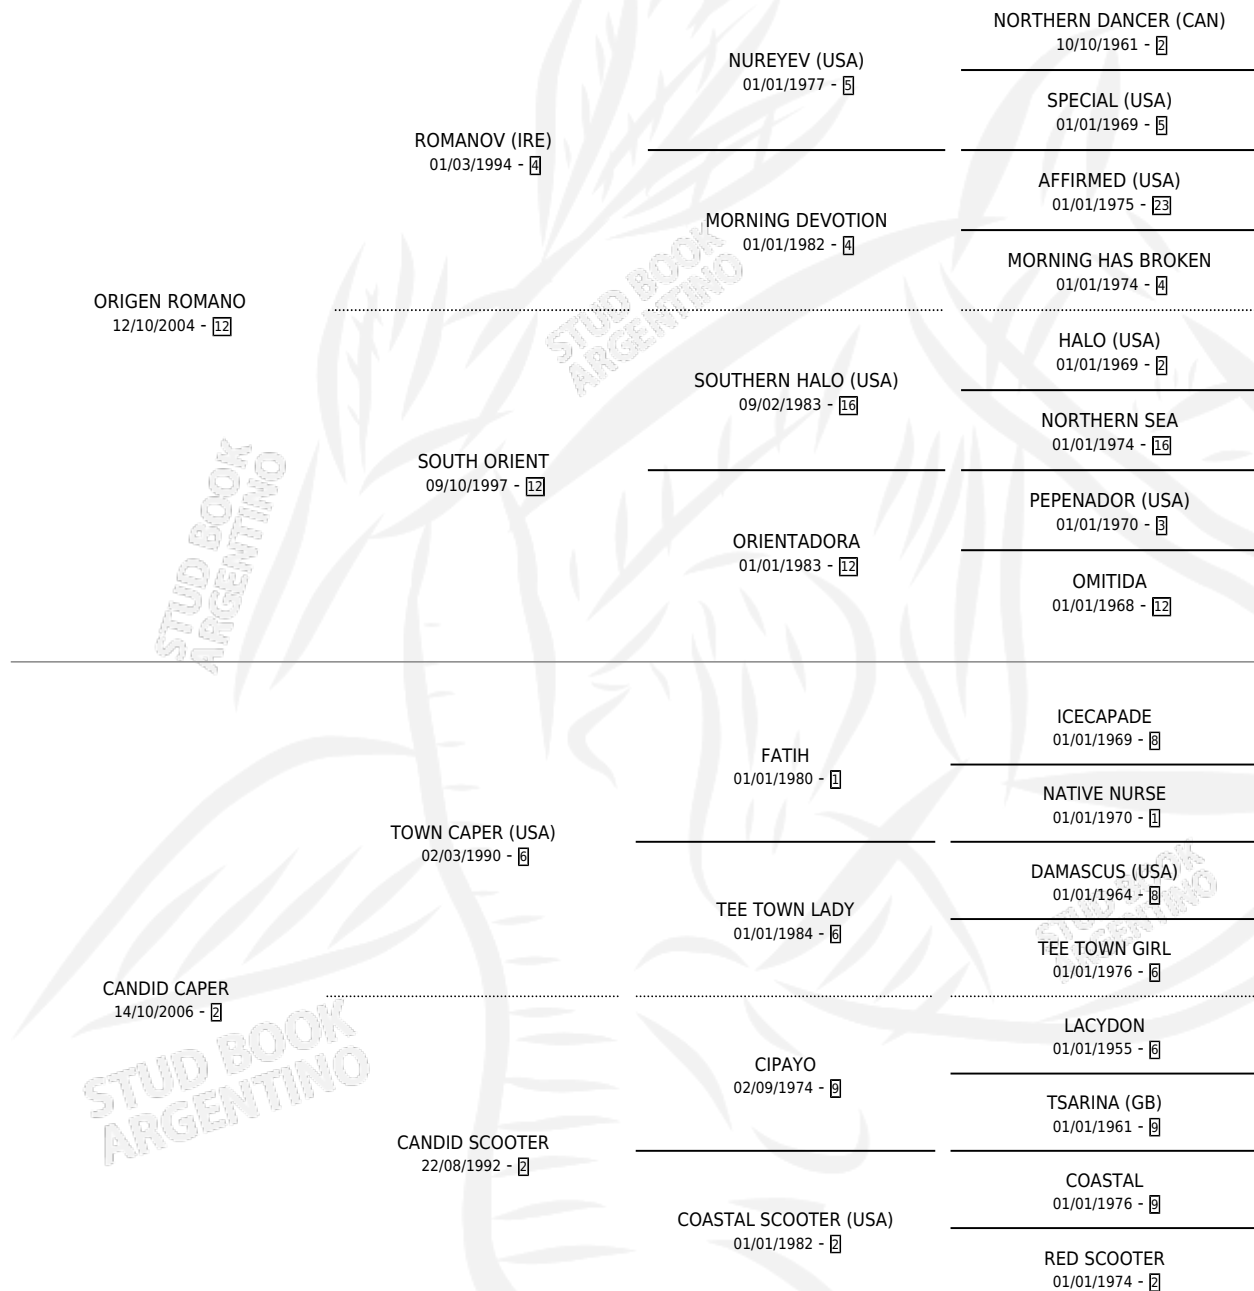 NORTHERN DANCER (CAN)
10/10/1961 - 2
NUREYEV (USA)
01/01/1977 - 5
SPECIAL (USA)
01/01/1969 - 5
ROMANOV (IRE)
01/03/1994 - 4
AFFIRMED (USA)
01/01/1975 - 23
MORNING DEVOTION
01/01/1982 - 4
MORNING HAS BROKEN
01/01/1974 - 4
ORIGEN ROMANO
12/10/2004 - 12
HALO (USA)
01/01/1969 - 2
SOUTHERN HALO (USA)
09/02/1983 - 16
NORTHERN SEA
01/01/1974 - 16
SOUTH ORIENT
09/10/1997 - 12
PEPENADOR (USA)
01/01/1970 - 3
ORIENTADORA
01/01/1983 - 12
OMITIDA
01/01/1968 - 12
ICECAPADE
01/01/1969 - 8
FATIH
01/01/1980 - 1
NATIVE NURSE
01/01/1970 - 1
TOWN CAPER (USA)
02/03/1990 - 6
DAMASCUS (USA)
01/01/1964 - 8
TEE TOWN LADY
01/01/1984 - 6
TEE TOWN GIRL
01/01/1976 - 6
CANDID CAPER
14/10/2006 - 2
LACYDON
01/01/1955 - 6
CIPAYO
02/09/1974 - 9
TSARINA (GB)
01/01/1961 - 9
CANDID SCOOTER
22/08/1992 - 2
COASTAL
01/01/1976 - 9
COASTAL SCOOTER (USA)
01/01/1982 - 2
RED SCOOTER
01/01/1974 - 2
STUD BOOK
ARGENTINO
STUD BOOK
ARGENTINO
STUD BOOK
ARGENTINO
STUD BOOK
ARGENTINO